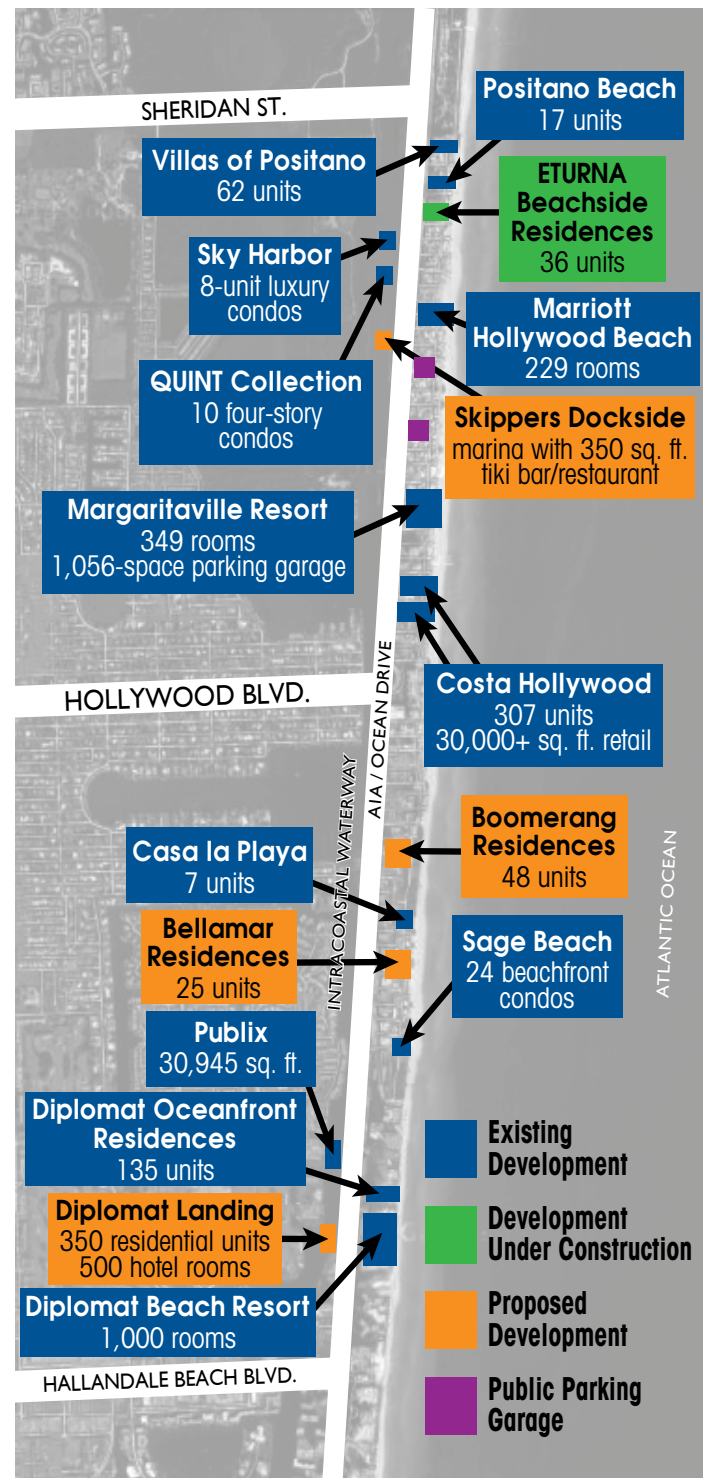 SHERIDAN ST.
Positano Beach
17 units
Villas of Positano
62 units
ETURNA
Beachside
Residences
36 units
Sky Harbor
8-unit luxury
condos
Marriott
Hollywood Beach
229 rooms
QUINT Collection
10 four-story
condos
Skippers Dockside
marina with 350 sq. ft.
tiki bar/restaurant
Margaritaville Resort
349 rooms
1,056-space parking garage
HOLLYWOOD BLVD.
A1A / OCEAN DRIVE
INTRACOASTAL WATERWAY
Costa Hollywood
307 units
30,000+ sq. ft. retail
Boomerang
Residences
48 units
ATLANTIC OCEAN
Casa la Playa
7 units
Bellamar
Residences
25 units
Sage Beach
24 beachfront
condos
Publix
30,945 sq. ft.
Diplomat Oceanfront
Residences
135 units
Diplomat Landing
350 residential units
500 hotel rooms
Diplomat Beach Resort
1,000 rooms
HALLANDALE BEACH BLVD.
Existing
Development
Development
Under Construction
Proposed
Development
Public Parking
Garage